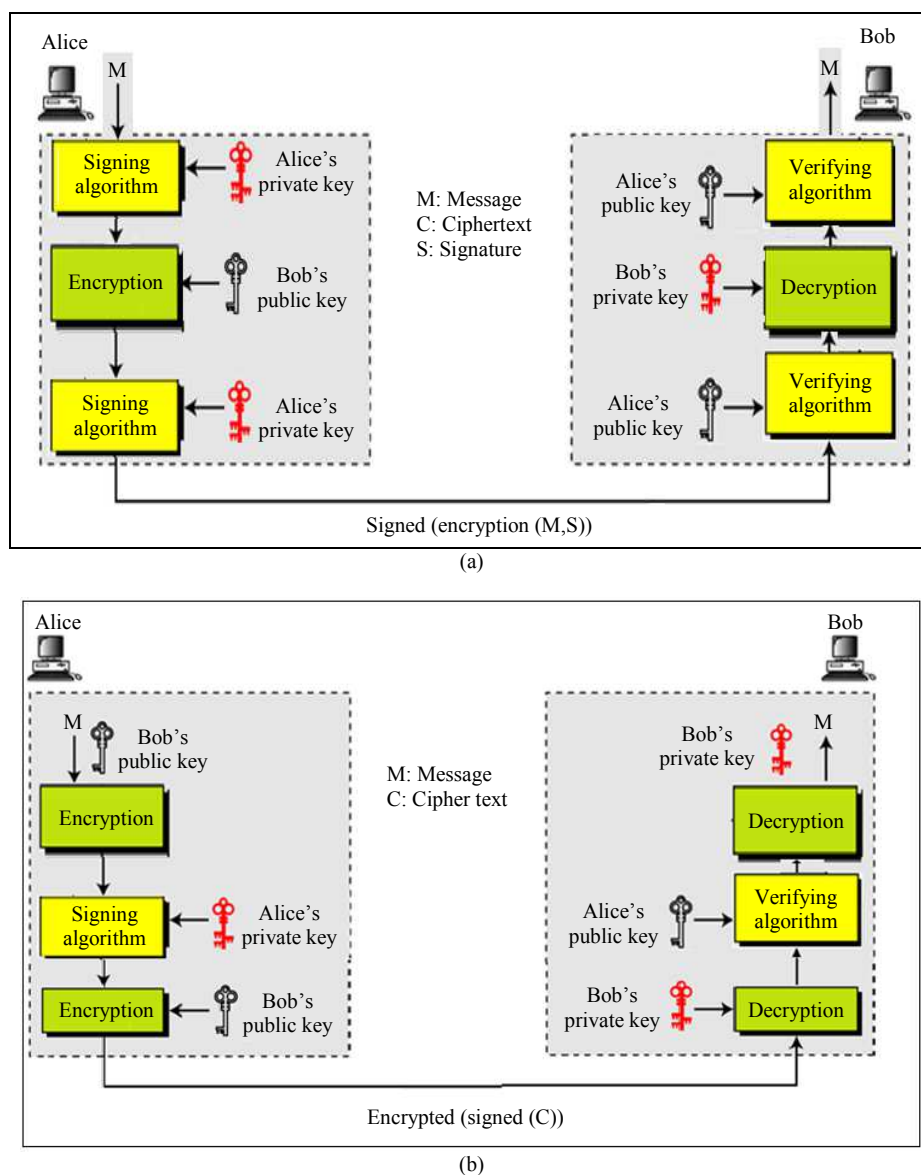 Alice
Bob
M
M
Signing
algorithm
Alice's
private key
Encryption
Bob's
public key
Signing
algorithm
Alice's
private key
M: Message
C: Ciphertext
S: Signature
Alice's
public key
Verifying
algorithm
Bob's
private key
Decryption
Alice's
public key
Verifying
algorithm
Signed (encryption (M,S))
(a)
Alice
Bob
M
Bob's
public key
Encryption
Signing
algorithm
Alice's
private key
Encryption
Bob's
public key
M: Message
C: Cipher text
Bob's
private key
M
Decryption
Alice's
public key
Verifying
algorithm
Bob's
private key
Decryption
Encrypted (signed (C))
(b)